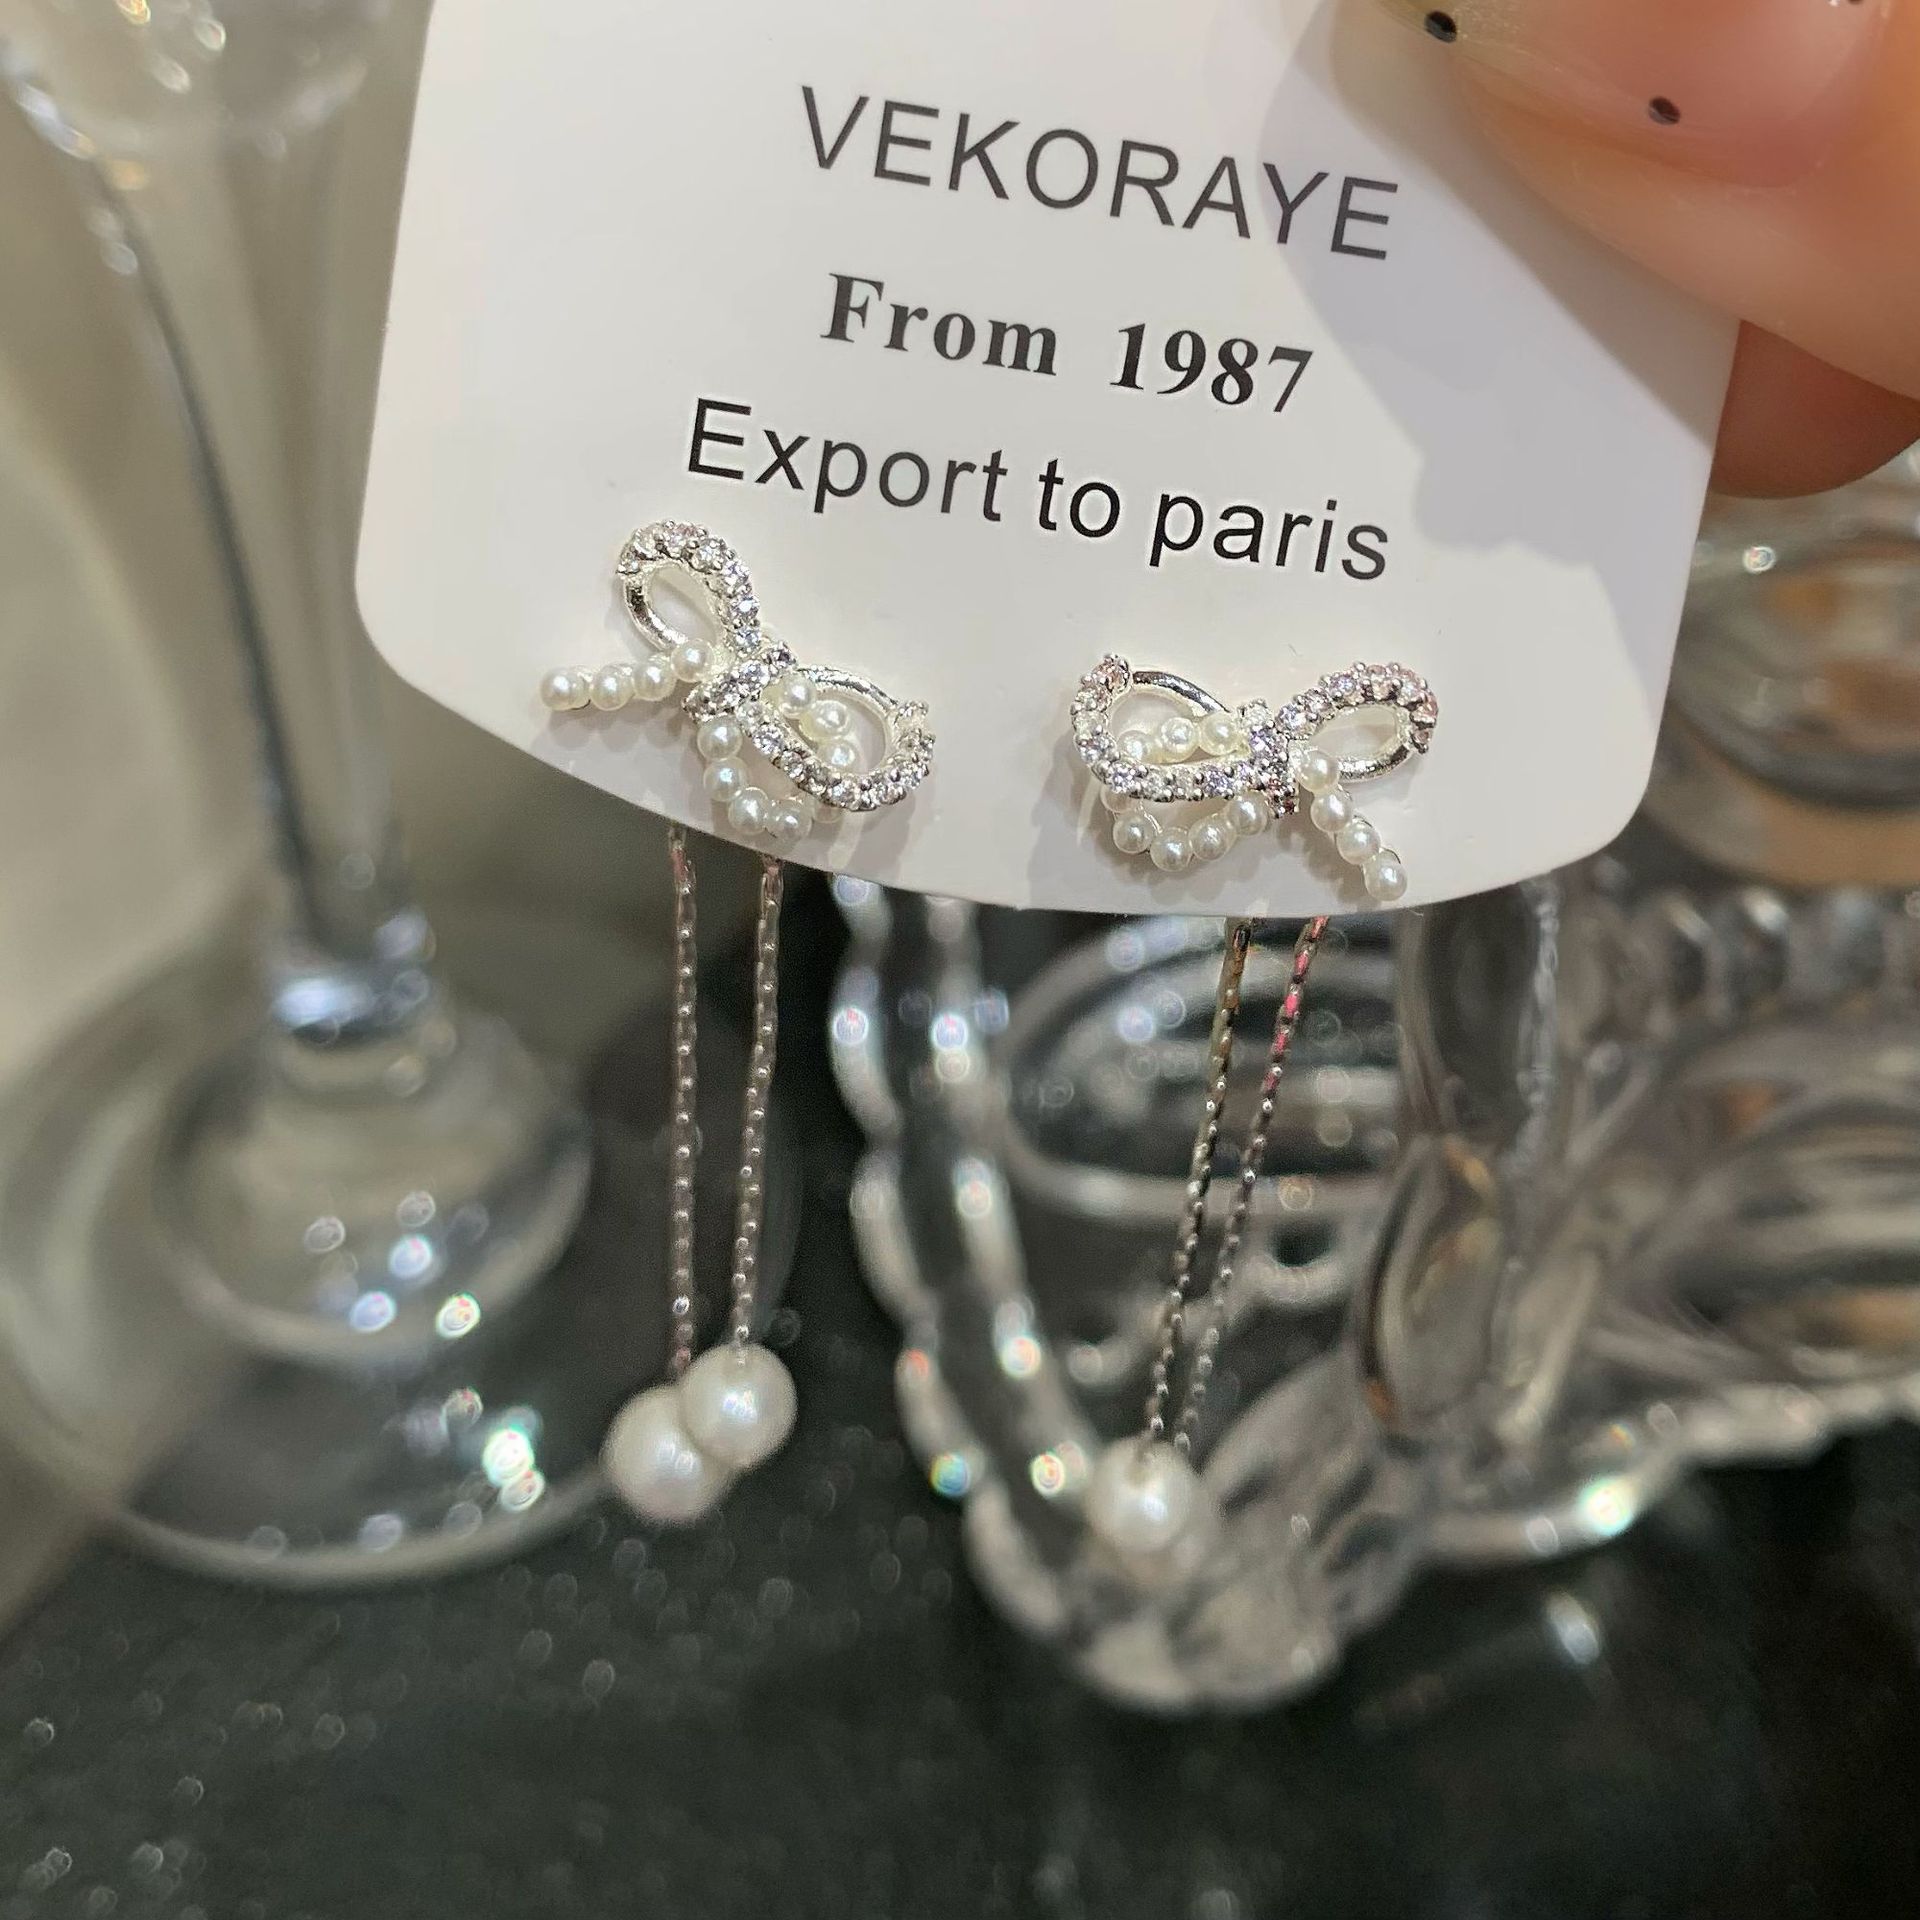 VEKORAYE
From 1987
Export to paris